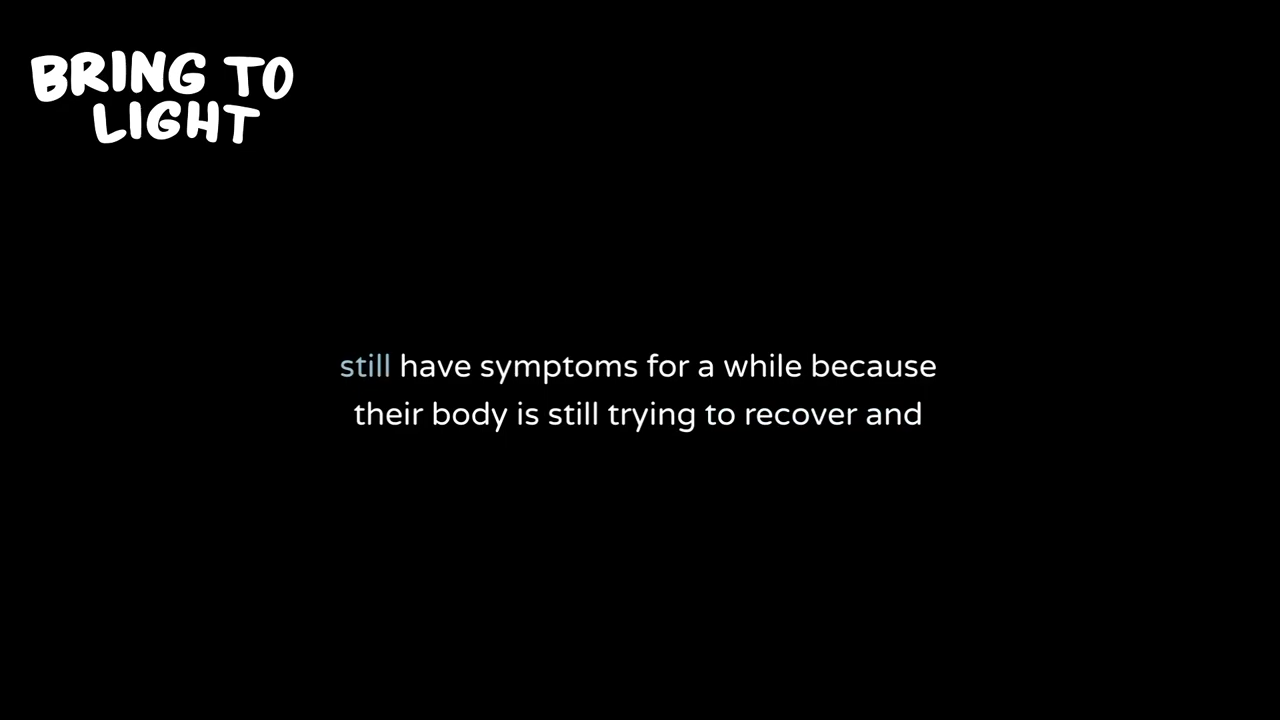 BRING TO
LIGHT
still have symptoms for a while because
their body is still trying to recover and